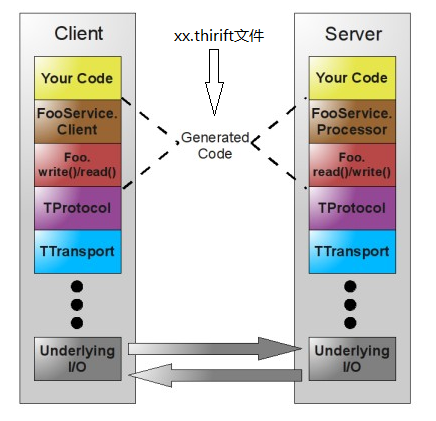 Client
xx.thirift文件
Server
Your Code
FooService.
Client
Foo.
write()/read()
TProtocol
TTransport
Underlying
I/O
Generated
Code
Your Code
FooService.
Processor
Foo.
read()/write()
TProtocol
TTransport
Underlying
I/O